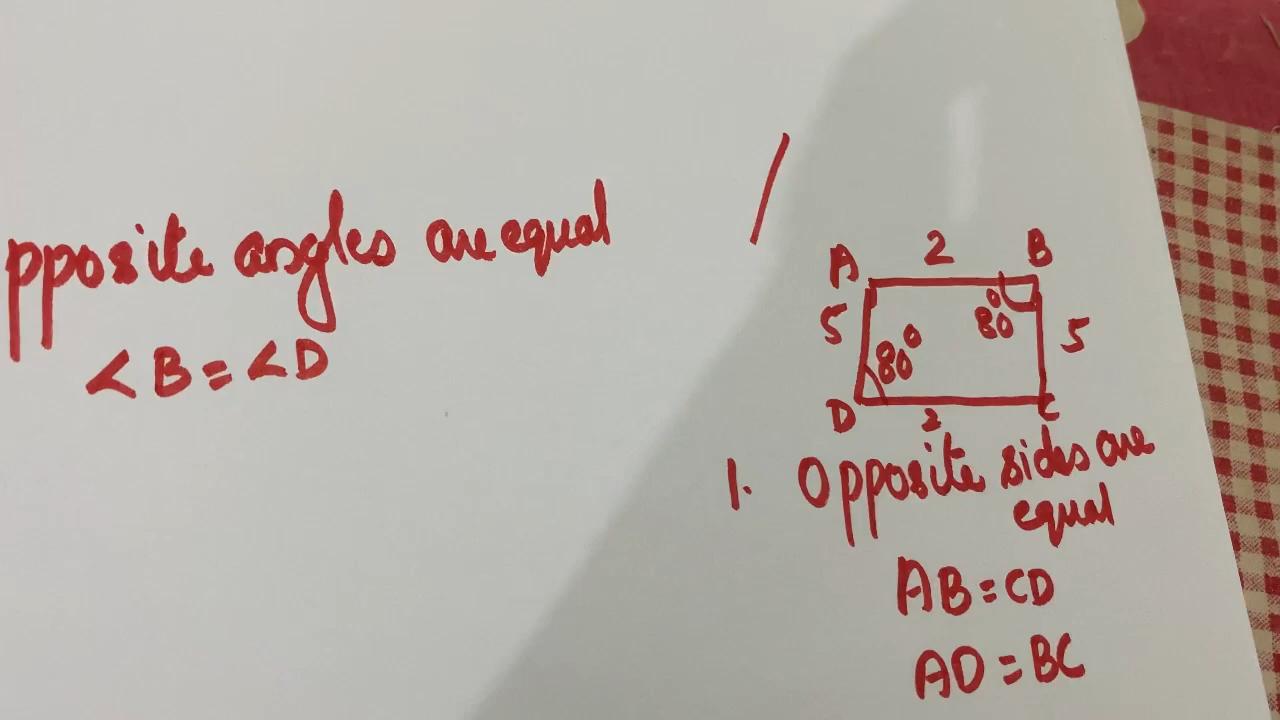 pposite angles are equal
<B=<D
A 2 B
5 80° 80° 5
D 2 C
1. Opposite sides are
equal
AB=CD
AD=BC